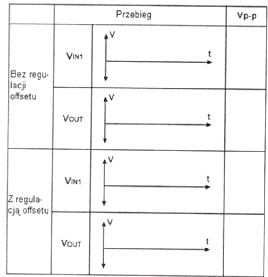 Przebieg
Vp-p
Bez regu-
lacji
offsetu
VIN1
V
t
VOUT
V
t
Z regula-
cją offsetu
VIN1
V
t
VOUT
V
t